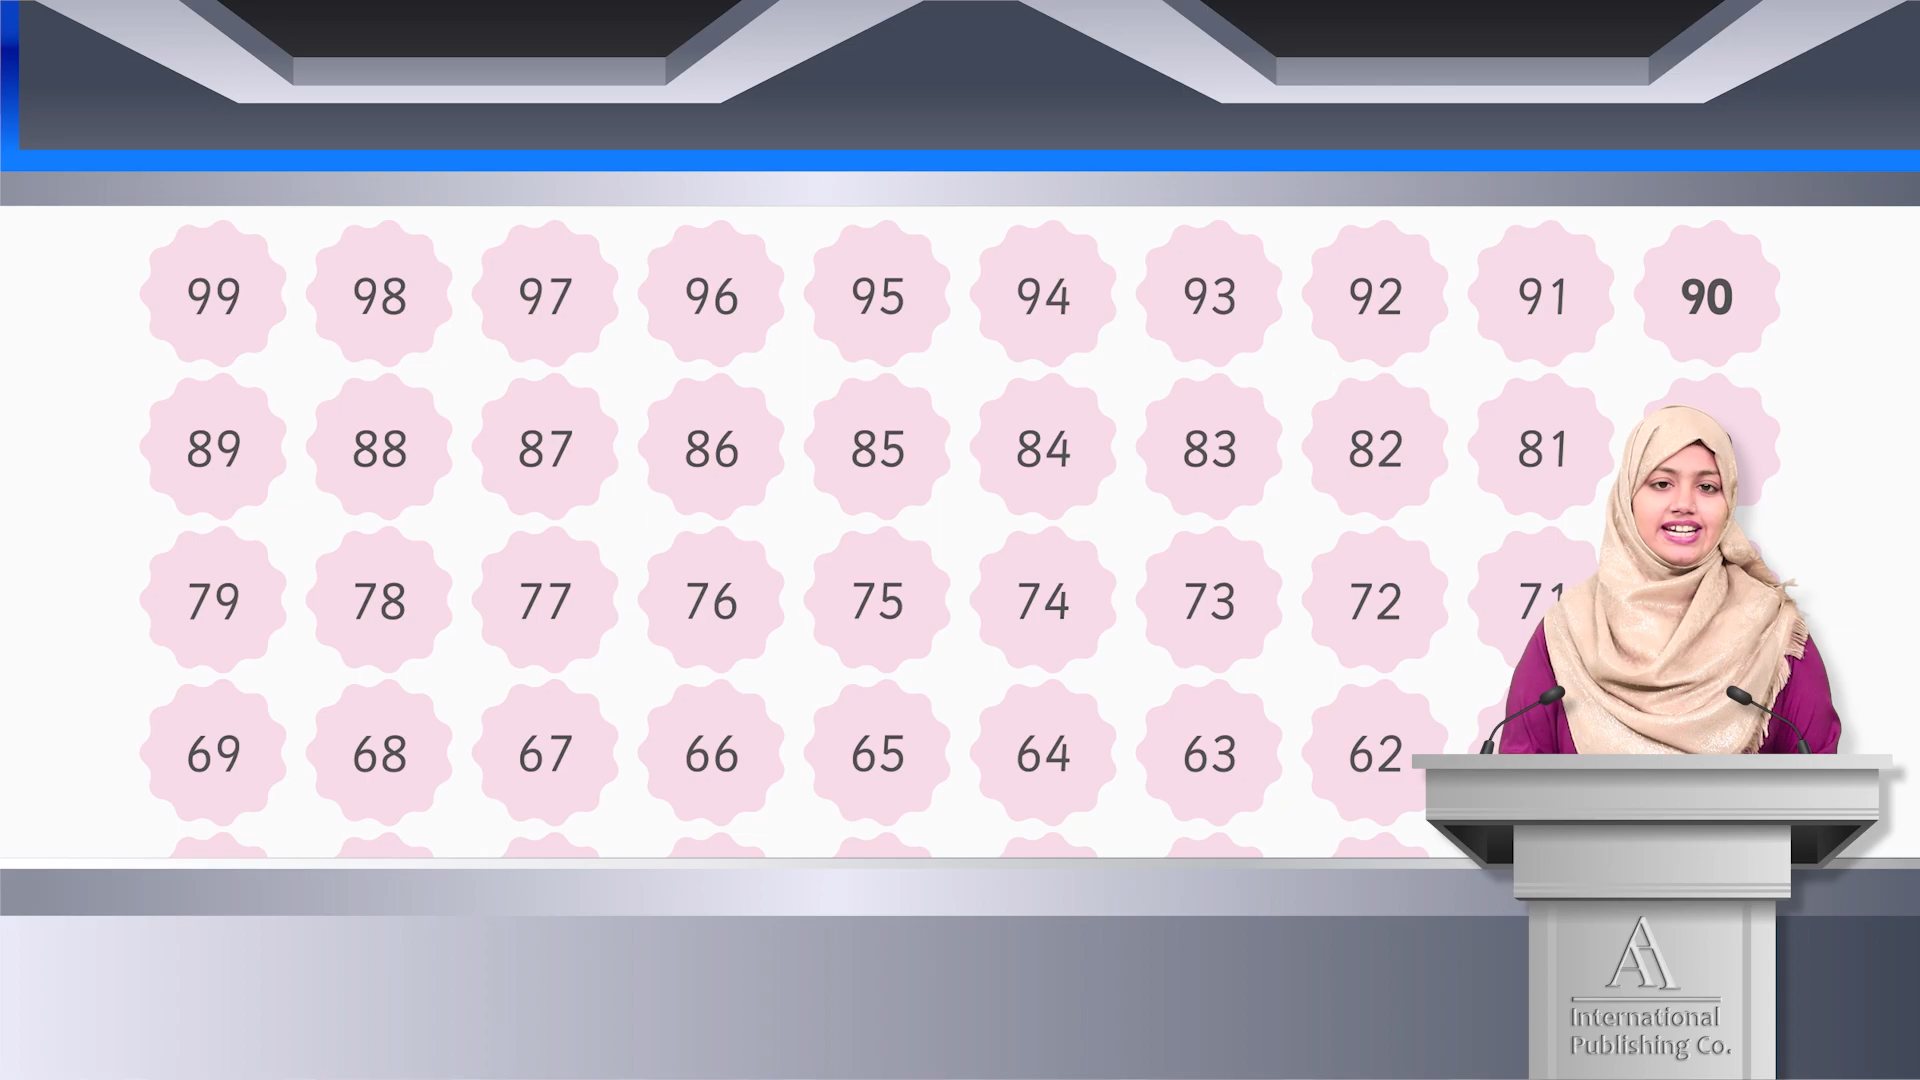 99 98 97 96 95 94 93 92 91 90
89 88 87 86 85 84 83 82 81
79 78 77 76 75 74 73 72 71
69 68 67 66 65 64 63 62
AA
International
Publishing Co.